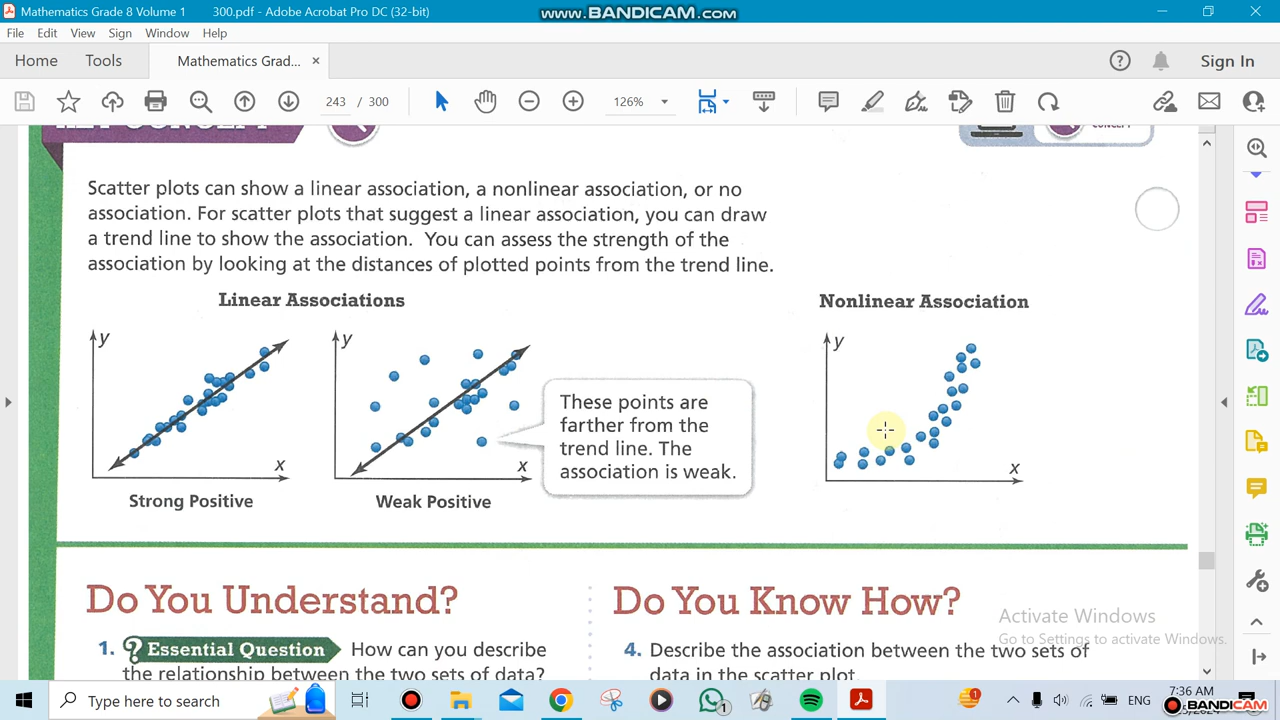 Mathematics Grade 8 Volume 1 300.pdf - Adobe Acrobat Pro DC (32-bit)
www.BANDICAM.com
File Edit View Sign Window Help
Home Tools Mathematics Grad... × Sign In
243 / 300 126%
KEY CONCEPT
CONCEPT
Scatter plots can show a linear association, a nonlinear association, or no
association. For scatter plots that suggest a linear association, you can draw
a trend line to show the association. You can assess the strength of the
association by looking at the distances of plotted points from the trend line.
Linear Associations
Nonlinear Association
y
x
Strong Positive
y
x
Weak Positive
These points are
farther from the
trend line. The
association is weak.
y
x
Do You Understand?
1. ? Essential Question How can you describe
the relationship between the two sets of data?
Do You Know How?
4. Describe the association between the two sets of
data in the scatter plot.
Activate Windows
Go to Settings to activate Windows.
Type here to search
1
1
ENG
7:36 AM
BANDICAM